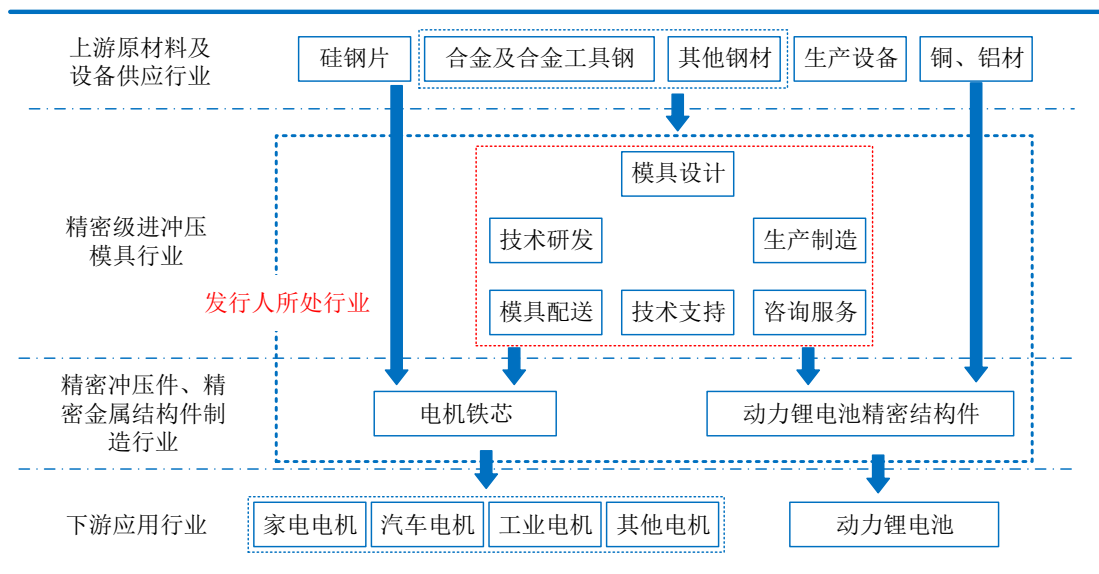 上游原材料及
设备供应行业
硅钢片
合金及合金工具钢
其他钢材
生产设备
铜、铝材
精密级进冲压
模具行业
模具设计
技术研发
生产制造
发行人所处行业
模具配送
技术支持
咨询服务
精密冲压件、精
密金属结构件制
造行业
电机铁芯
动力锂电池精密结构件
下游应用行业
家电电机
汽车电机
工业电机
其他电机
动力锂电池